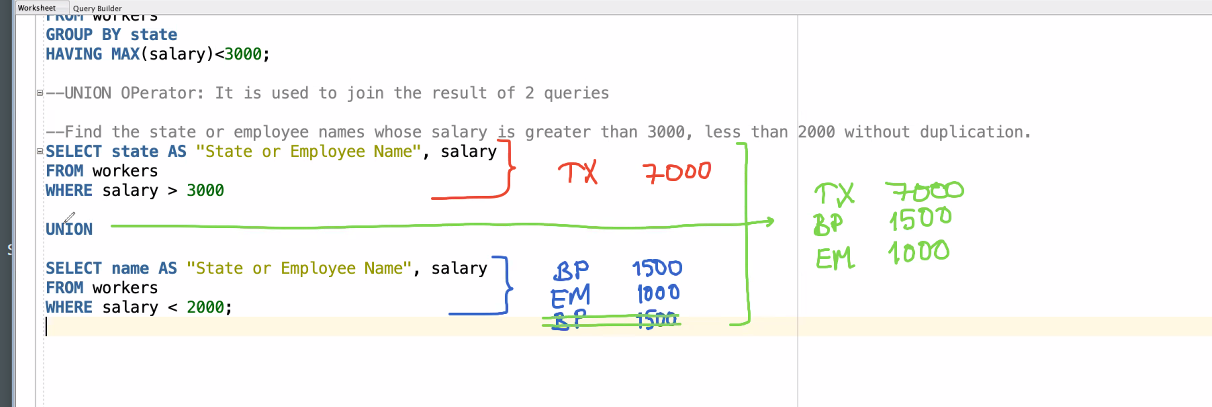 Worksheet Query Builder
FROM workers
GROUP BY state
HAVING MAX(salary)<3000;
--UNION OPerator: It is used to join the result of 2 queries
--Find the state or employee names whose salary is greater than 3000, less than 2000 without duplication.
SELECT state AS "State or Employee Name", salary
FROM workers
WHERE salary > 3000
TX 7000
UNION
TX 7000
BP 1500
EM 1000
SELECT name AS "State or Employee Name", salary
FROM workers
WHERE salary < 2000;
BP 1500
EM 1000
BP 1500